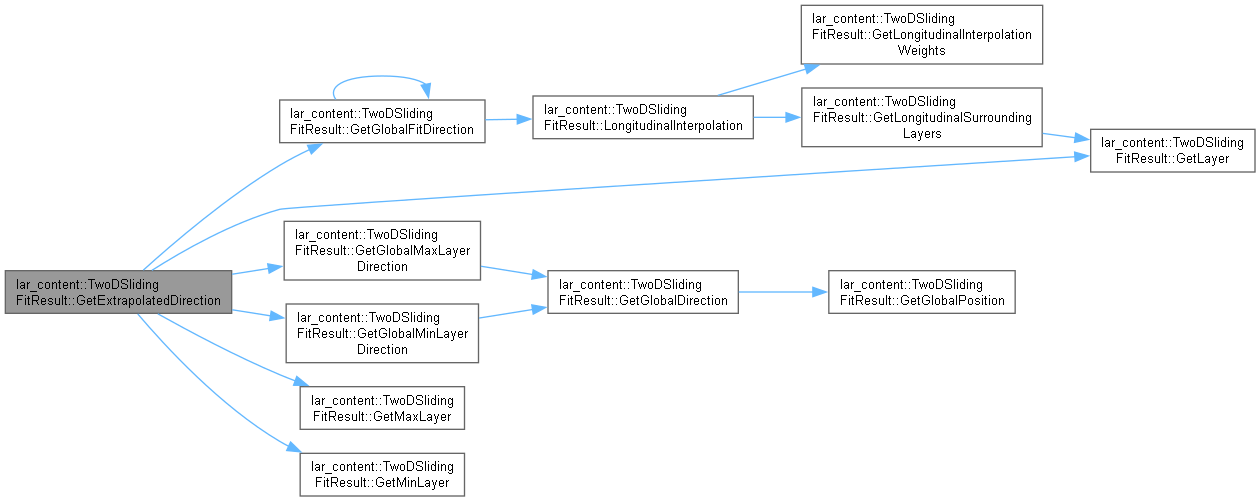 lar_content::TwoDSliding
FitResult::GetExtrapolatedDirection
lar_content::TwoDSliding
FitResult::GetGlobalFitDirection
lar_content::TwoDSliding
FitResult::GetGlobalMaxLayer
Direction
lar_content::TwoDSliding
FitResult::GetGlobalMinLayer
Direction
lar_content::TwoDSliding
FitResult::GetMaxLayer
lar_content::TwoDSliding
FitResult::GetMinLayer
lar_content::TwoDSliding
FitResult::LongitudinalInterpolation
lar_content::TwoDSliding
FitResult::GetGlobalDirection
lar_content::TwoDSliding
FitResult::GetLongitudinalInterpolation
Weights
lar_content::TwoDSliding
FitResult::GetLongitudinalSurrounding
Layers
lar_content::TwoDSliding
FitResult::GetGlobalPosition
lar_content::TwoDSliding
FitResult::GetLayer